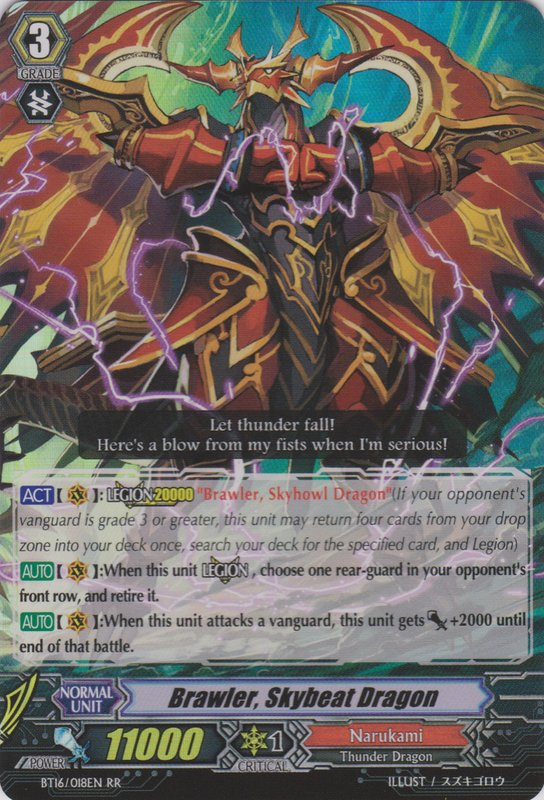 3
GRADE
Let thunder fall!
Here's a blow from my fists when I'm serious!
ACT【 】:LEGION20000 "Brawler, Skyhowl Dragon"(If your opponent's
vanguard is grade 3 or greater, this unit may return four cards from your drop
zone into your deck once, search your deck for the specified card, and Legion)
AUTO【 】:When this unit LEGION, choose one rear-guard in your opponent's
front row, and retire it.
AUTO【 】:When this unit attacks a vanguard, this unit gets +2000 until
end of that battle.
NORMAL
UNIT
Brawler, Skybeat Dragon
POWER
11000
1
CRITICAL
Narukami
Thunder Dragon
BT16/018EN RR
ILLUST / スズキゴロウ